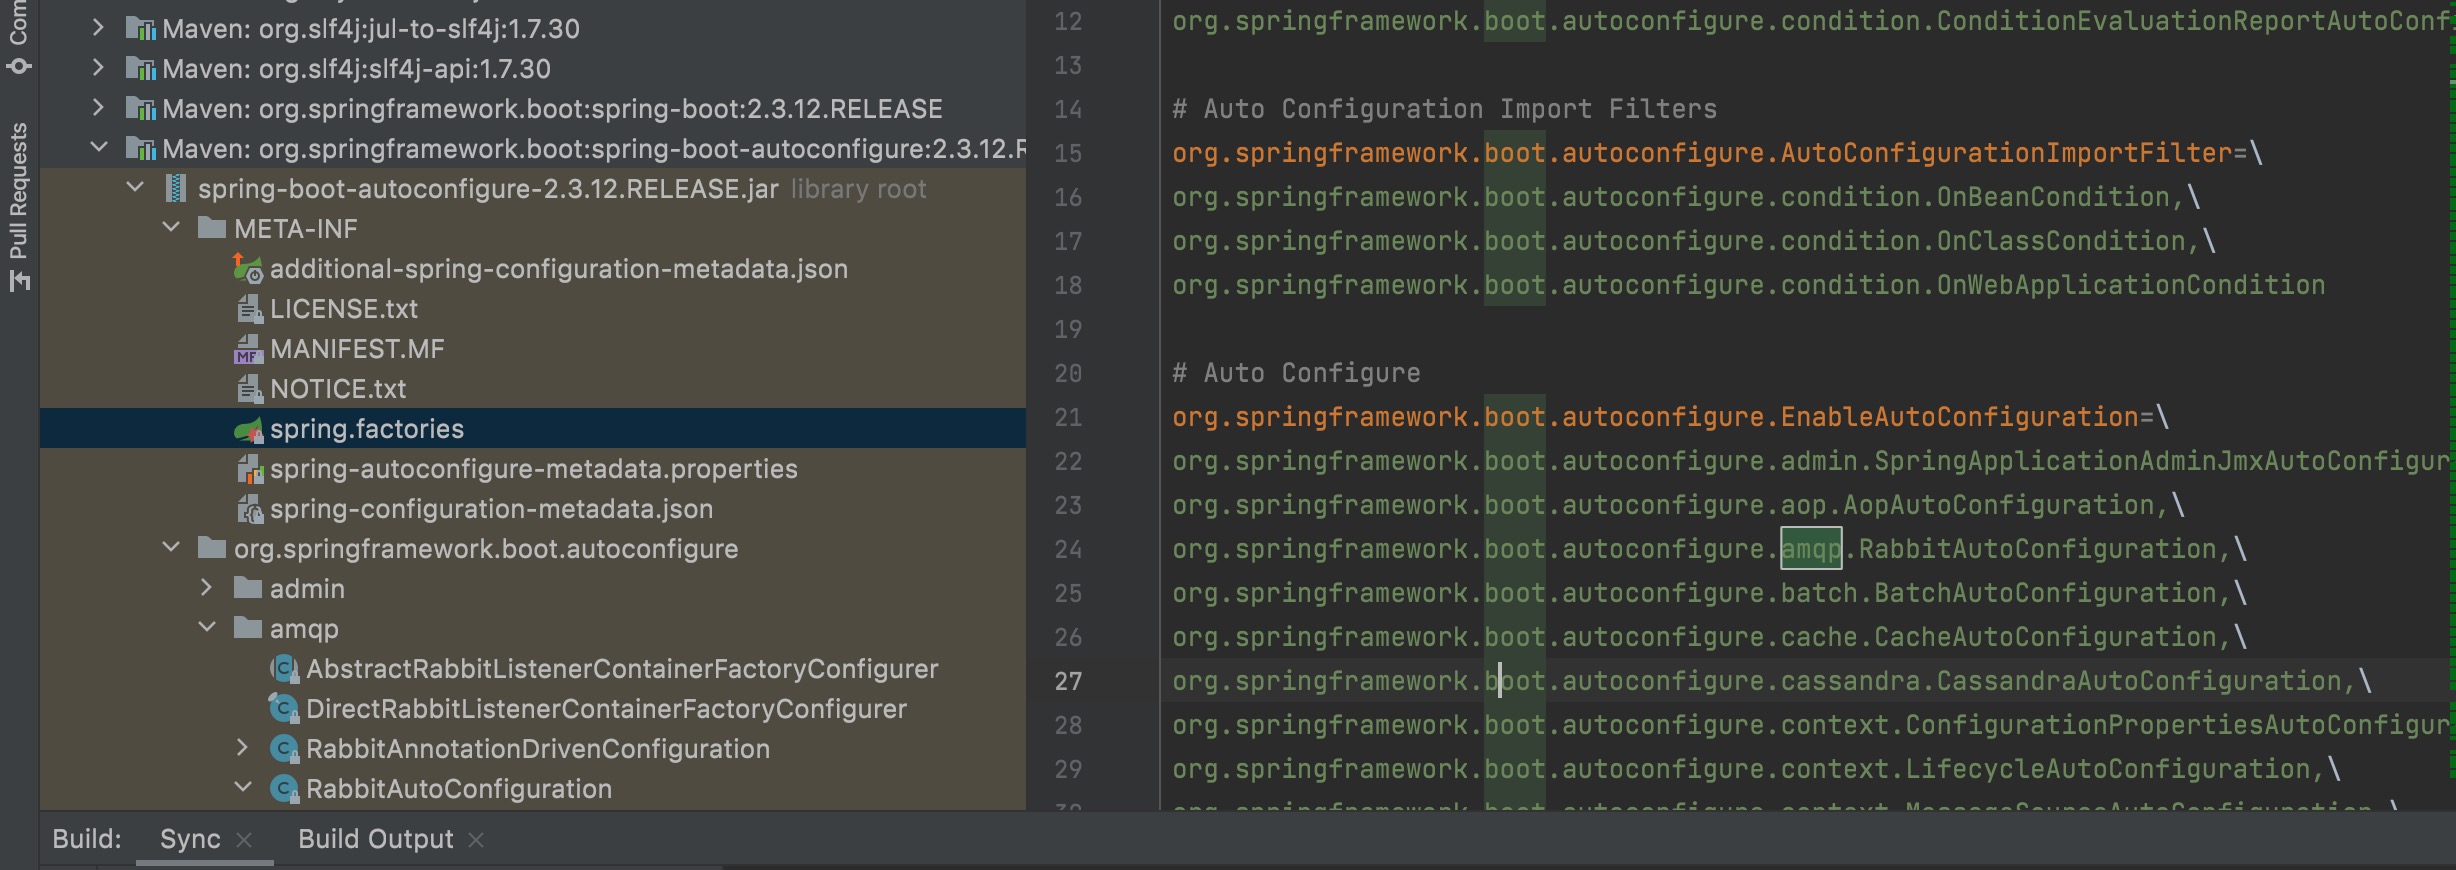 Com
Pull Requests
Maven: org.slf4j:jul-to-slf4j:1.7.30
Maven: org.slf4j:slf4j-api:1.7.30
Maven: org.springframework.boot:spring-boot:2.3.12.RELEASE
Maven: org.springframework.boot:spring-boot-autoconfigure:2.3.12.R
spring-boot-autoconfigure-2.3.12.RELEASE.jar library root
META-INF
additional-spring-configuration-metadata.json
LICENSE.txt
MANIFEST.MF
NOTICE.txt
spring.factories
spring-autoconfigure-metadata.properties
spring-configuration-metadata.json
org.springframework.boot.autoconfigure
admin
amqp
AbstractRabbitListenerContainerFactoryConfigurer
DirectRabbitListenerContainerFactoryConfigurer
RabbitAnnotationDrivenConfiguration
RabbitAutoConfiguration
12 org.springframework.boot.autoconfigure.condition.ConditionEvaluationReportAutoConf
13
14 # Auto Configuration Import Filters
15 org.springframework.boot.autoconfigure.AutoConfigurationImportFilter=\
16 org.springframework.boot.autoconfigure.condition.OnBeanCondition,\
17 org.springframework.boot.autoconfigure.condition.OnClassCondition,\
18 org.springframework.boot.autoconfigure.condition.OnWebApplicationCondition
19
20 # Auto Configure
21 org.springframework.boot.autoconfigure.EnableAutoConfiguration=\
22 org.springframework.boot.autoconfigure.admin.SpringApplicationAdminJmxAutoConfigur
23 org.springframework.boot.autoconfigure.aop.AopAutoConfiguration,\
24 org.springframework.boot.autoconfigure.amqp.RabbitAutoConfiguration,\
25 org.springframework.boot.autoconfigure.batch.BatchAutoConfiguration,\
26 org.springframework.boot.autoconfigure.cache.CacheAutoConfiguration,\
27 org.springframework.boot.autoconfigure.cassandra.CassandraAutoConfiguration,\
28 org.springframework.boot.autoconfigure.context.ConfigurationPropertiesAutoConfigur
29 org.springframework.boot.autoconfigure.context.LifecycleAutoConfiguration,\
30 org.springframework.boot.autoconfigure.context.MessageSourceAutoConfiguration,\
Build: Sync Build Output